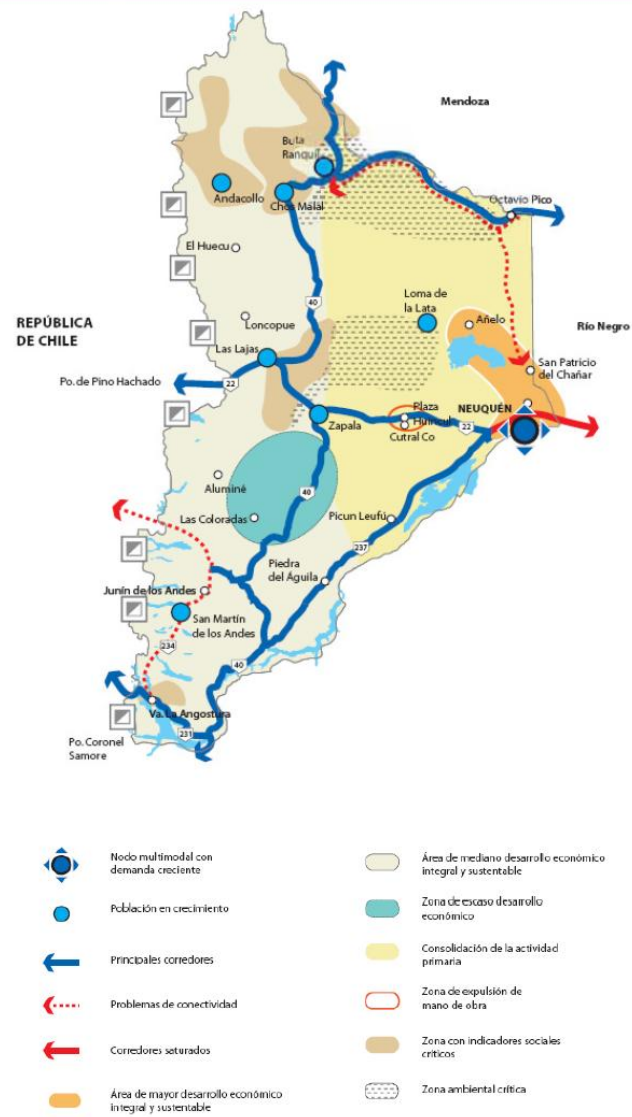 Mendoza
Buta
Ranquil
Andacollo
Chos Malal
Octavio Pico
El Huecu
40
Loma de
la Lata
Añelo
REPÚBLICA
DE CHILE
Río Negro
Loncopue
Las Lajas
San Patricio
del Chañar
Po. de Pino Hachado
22
Plaza
Huincul
NEUQUÉN
Zapala
Cutral Co
22
Aluminé
40
Las Coloradas
Picun Leufú
237
Piedra
del Águila
Junín de los Andes
San Martín
de los Andes
234
40
Va. La Angostura
231
Po. Coronel
Samore
Nodo multimodal con
demanda creciente
Población en crecimiento
Principales corredores
Problemas de conectividad
Corredores saturados
Área de mayor desarrollo económico
integral y sustentable
Área de mediano desarrollo económico
integral y sustentable
Zona de escaso desarrollo
económico
Consolidación de la actividad
primaria
Zona de expulsión de
mano de obra
Zona con indicadores sociales
críticos
Zona ambiental crítica